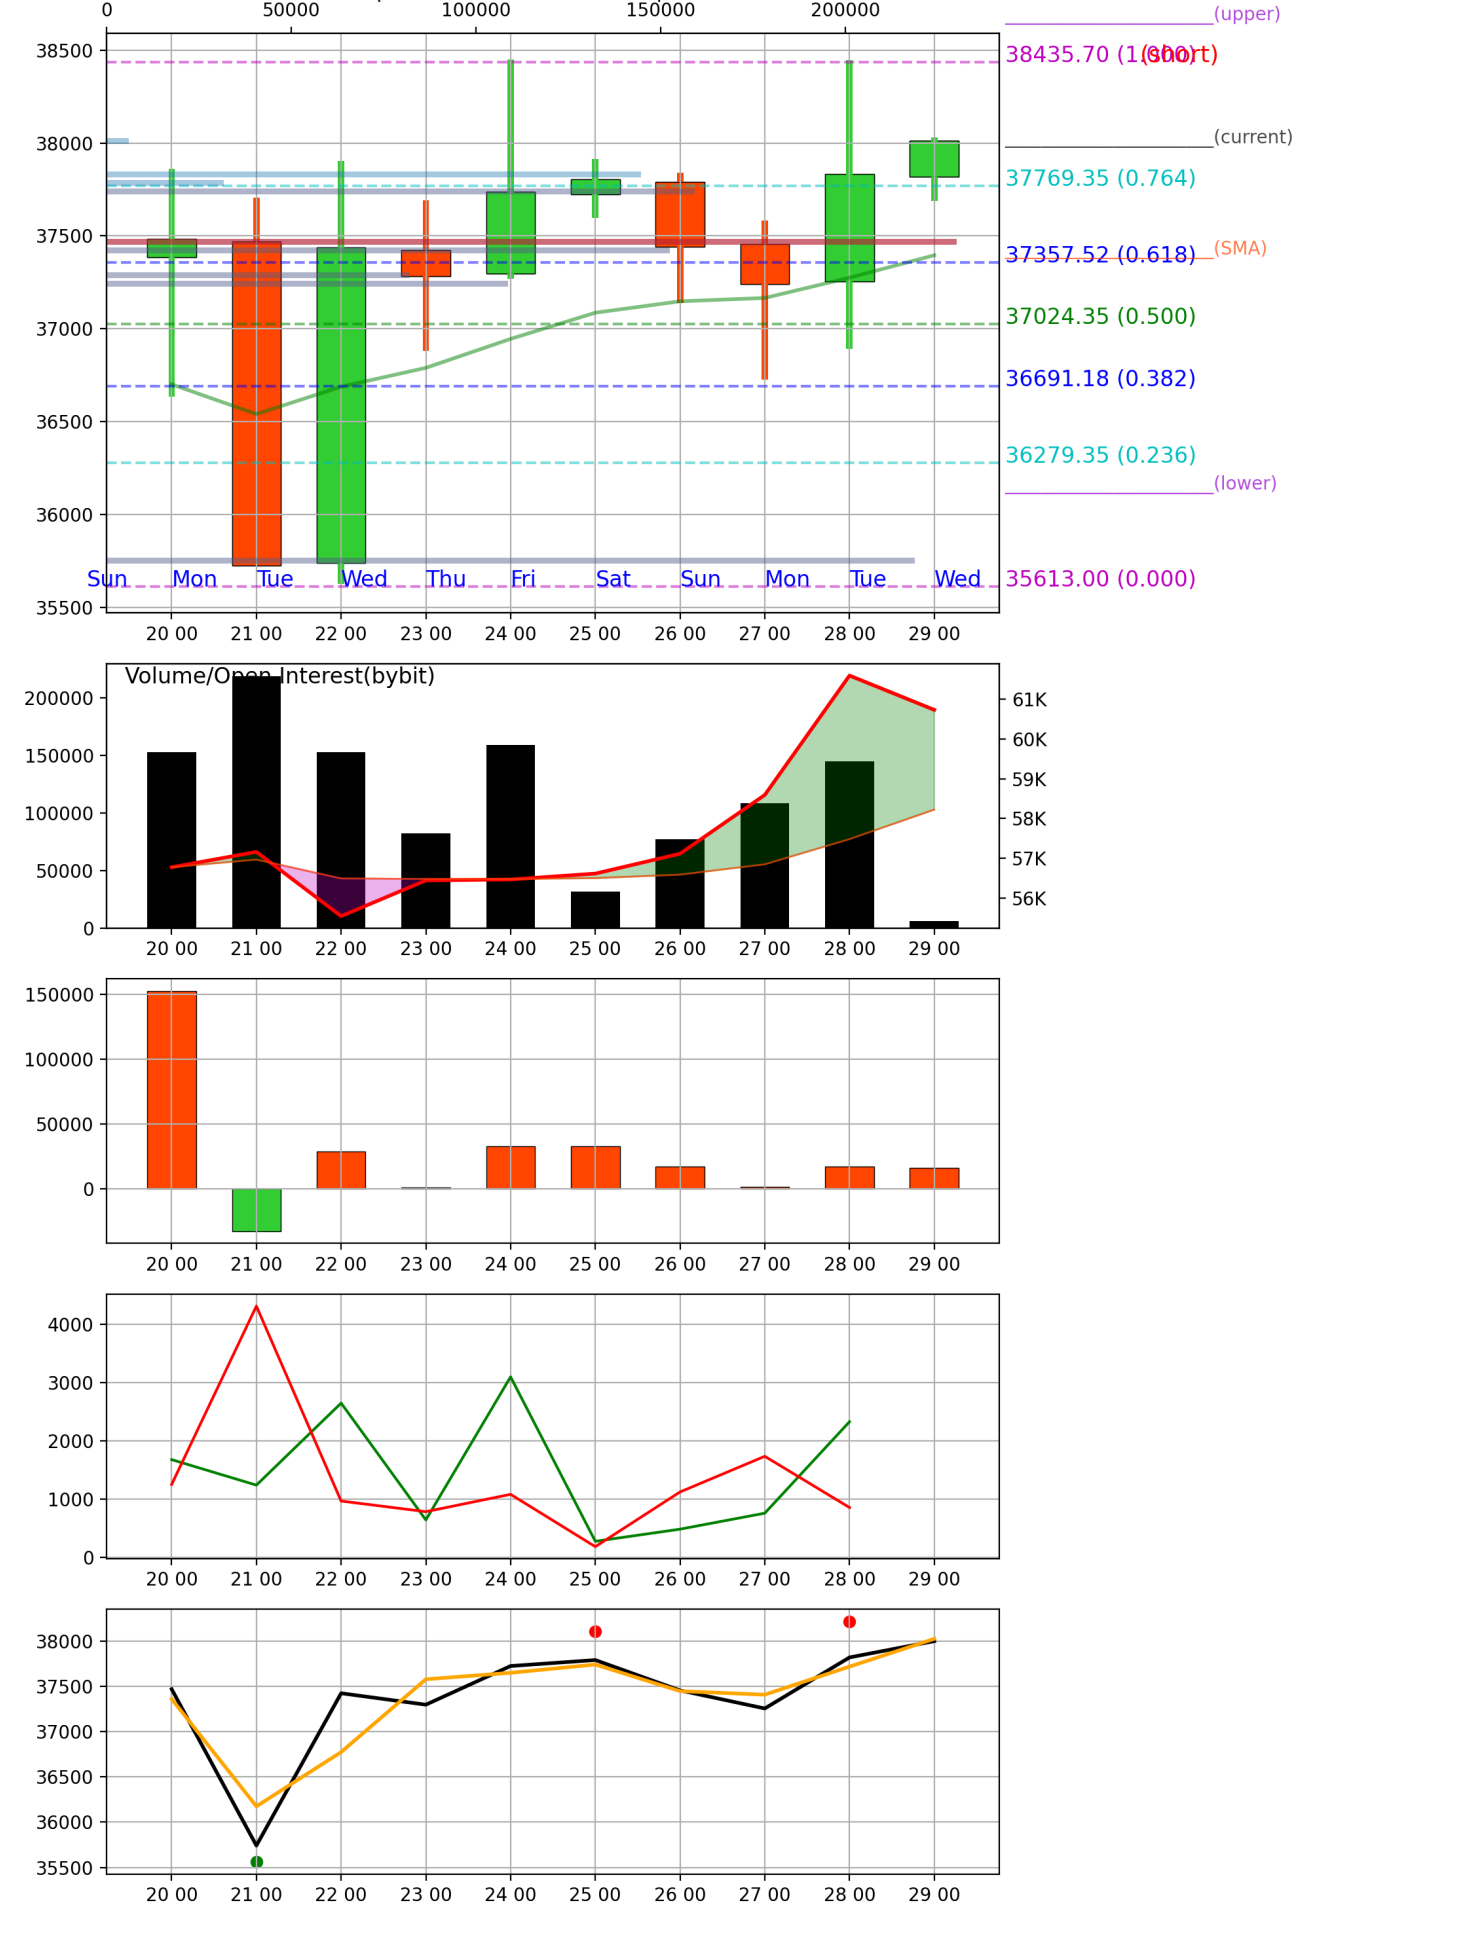 0 50000 100000 150000 200000
____________________(upper)
38500
38435.70 (1.000)
(short)
____________________(current)
38000
37769.35 (0.764)
37500
____________________(SMA)
37357.52 (0.618)
37000
37024.35 (0.500)
36691.18 (0.382)
36500
36279.35 (0.236)
____________________(lower)
36000
Sun Mon Tue Wed Thu Fri Sat Sun Mon Tue Wed
35613.00 (0.000)
35500
20 00 21 00 22 00 23 00 24 00 25 00 26 00 27 00 28 00 29 00
Volume/Open Interest(bybit)
200000
150000
100000
50000
0
61K
60K
59K
58K
57K
56K
20 00 21 00 22 00 23 00 24 00 25 00 26 00 27 00 28 00 29 00
150000
100000
50000
0
20 00 21 00 22 00 23 00 24 00 25 00 26 00 27 00 28 00 29 00
4000
3000
2000
1000
0
20 00 21 00 22 00 23 00 24 00 25 00 26 00 27 00 28 00 29 00
38000
37500
37000
36500
36000
35500
20 00 21 00 22 00 23 00 24 00 25 00 26 00 27 00 28 00 29 00